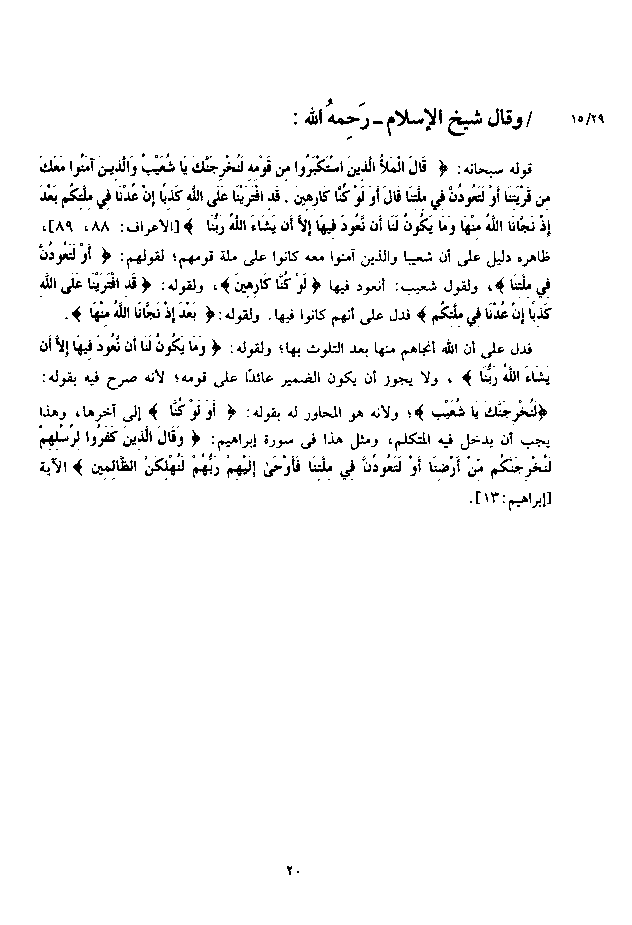 ١٥/٢٩
/ وقال شيخ الإسلام ـ رَحِمهُ الله :
قوله سبحانه: ﴿ قَالَ الْمَلأُ الَّذِينَ اسْتَكْبَرُوا مِن قَوْمِهِ لَنُخْرِجَنَّكَ يَا شُعَيْبُ وَالَّذِينَ آمَنُوا مَعَكَ
مِن قَرْيَتِنَا أَوْ لَتَعُودُنَّ فِي مِلَّتِنَا قَالَ أَوَ لَوْ كُنَّا كَارِهِينَ . قَدِ افْتَرَيْنَا عَلَى اللَّهِ كَذِبًا إِنْ عُدْنَا فِي مِلَّتِكُم بَعْدَ
إِذْ نَجَّانَا اللَّهُ مِنْهَا وَمَا يَكُونُ لَنَا أَن نَّعُودَ فِيهَا إِلاَّ أَن يَشَاءَ اللَّهُ رَبُّنَا ﴾ [الأعراف: ٨٨، ٨٩]،
ظاهره دليل على أن شعيبا والذين آمنوا معه كانوا على ملة قومهم؛ لقولهم: ﴿ أَوْ لَتَعُودُنَّ
فِي مِلَّتِنَا ﴾، ولقول شعيب: أنعود فيها ﴿ لَوْ كُنَّا كَارِهِينَ ﴾، ولقوله: ﴿ قَدِ افْتَرَيْنَا عَلَى اللَّهِ
كَذِبًا إِنْ عُدْنَا فِي مِلَّتِكُم ﴾ فدل على أنهم كانوا فيها. ولقوله: ﴿ بَعْدَ إِذْ نَجَّانَا اللَّهُ مِنْهَا ﴾.
فدل على أن الله أنجاهم منها بعد التلوث بها؛ ولقوله: ﴿ وَمَا يَكُونُ لَنَا أَن نَّعُودَ فِيهَا إِلاَّ أَن
يَشَاءَ اللَّهُ رَبُّنَا ﴾ ، ولا يجوز أن يكون الضمير عائدًا على قومه؛ لأنه صرح فيه بقوله:
﴿لَنُخْرِجَنَّكَ يَا شُعَيْبُ ﴾؛ ولأنه هو المحاور له بقوله: ﴿ أَوَ لَوْ كُنَّا ﴾ إلى آخرها، وهذا
يجب أن يدخل فيه المتكلم، ومثل هذا فى سورة إبراهيم: ﴿ وَقَالَ الَّذِينَ كَفَرُوا لِرُسُلِهِمْ
لَنُخْرِجَنَّكُم مِّنْ أَرْضِنَا أَوْ لَتَعُودُنَّ فِي مِلَّتِنَا فَأَوْحَىٰ إِلَيْهِمْ رَبُّهُمْ لَنُهْلِكَنَّ الظَّالِمِينَ ﴾ الآية
[إبراهيم: ١٣].
٢٠